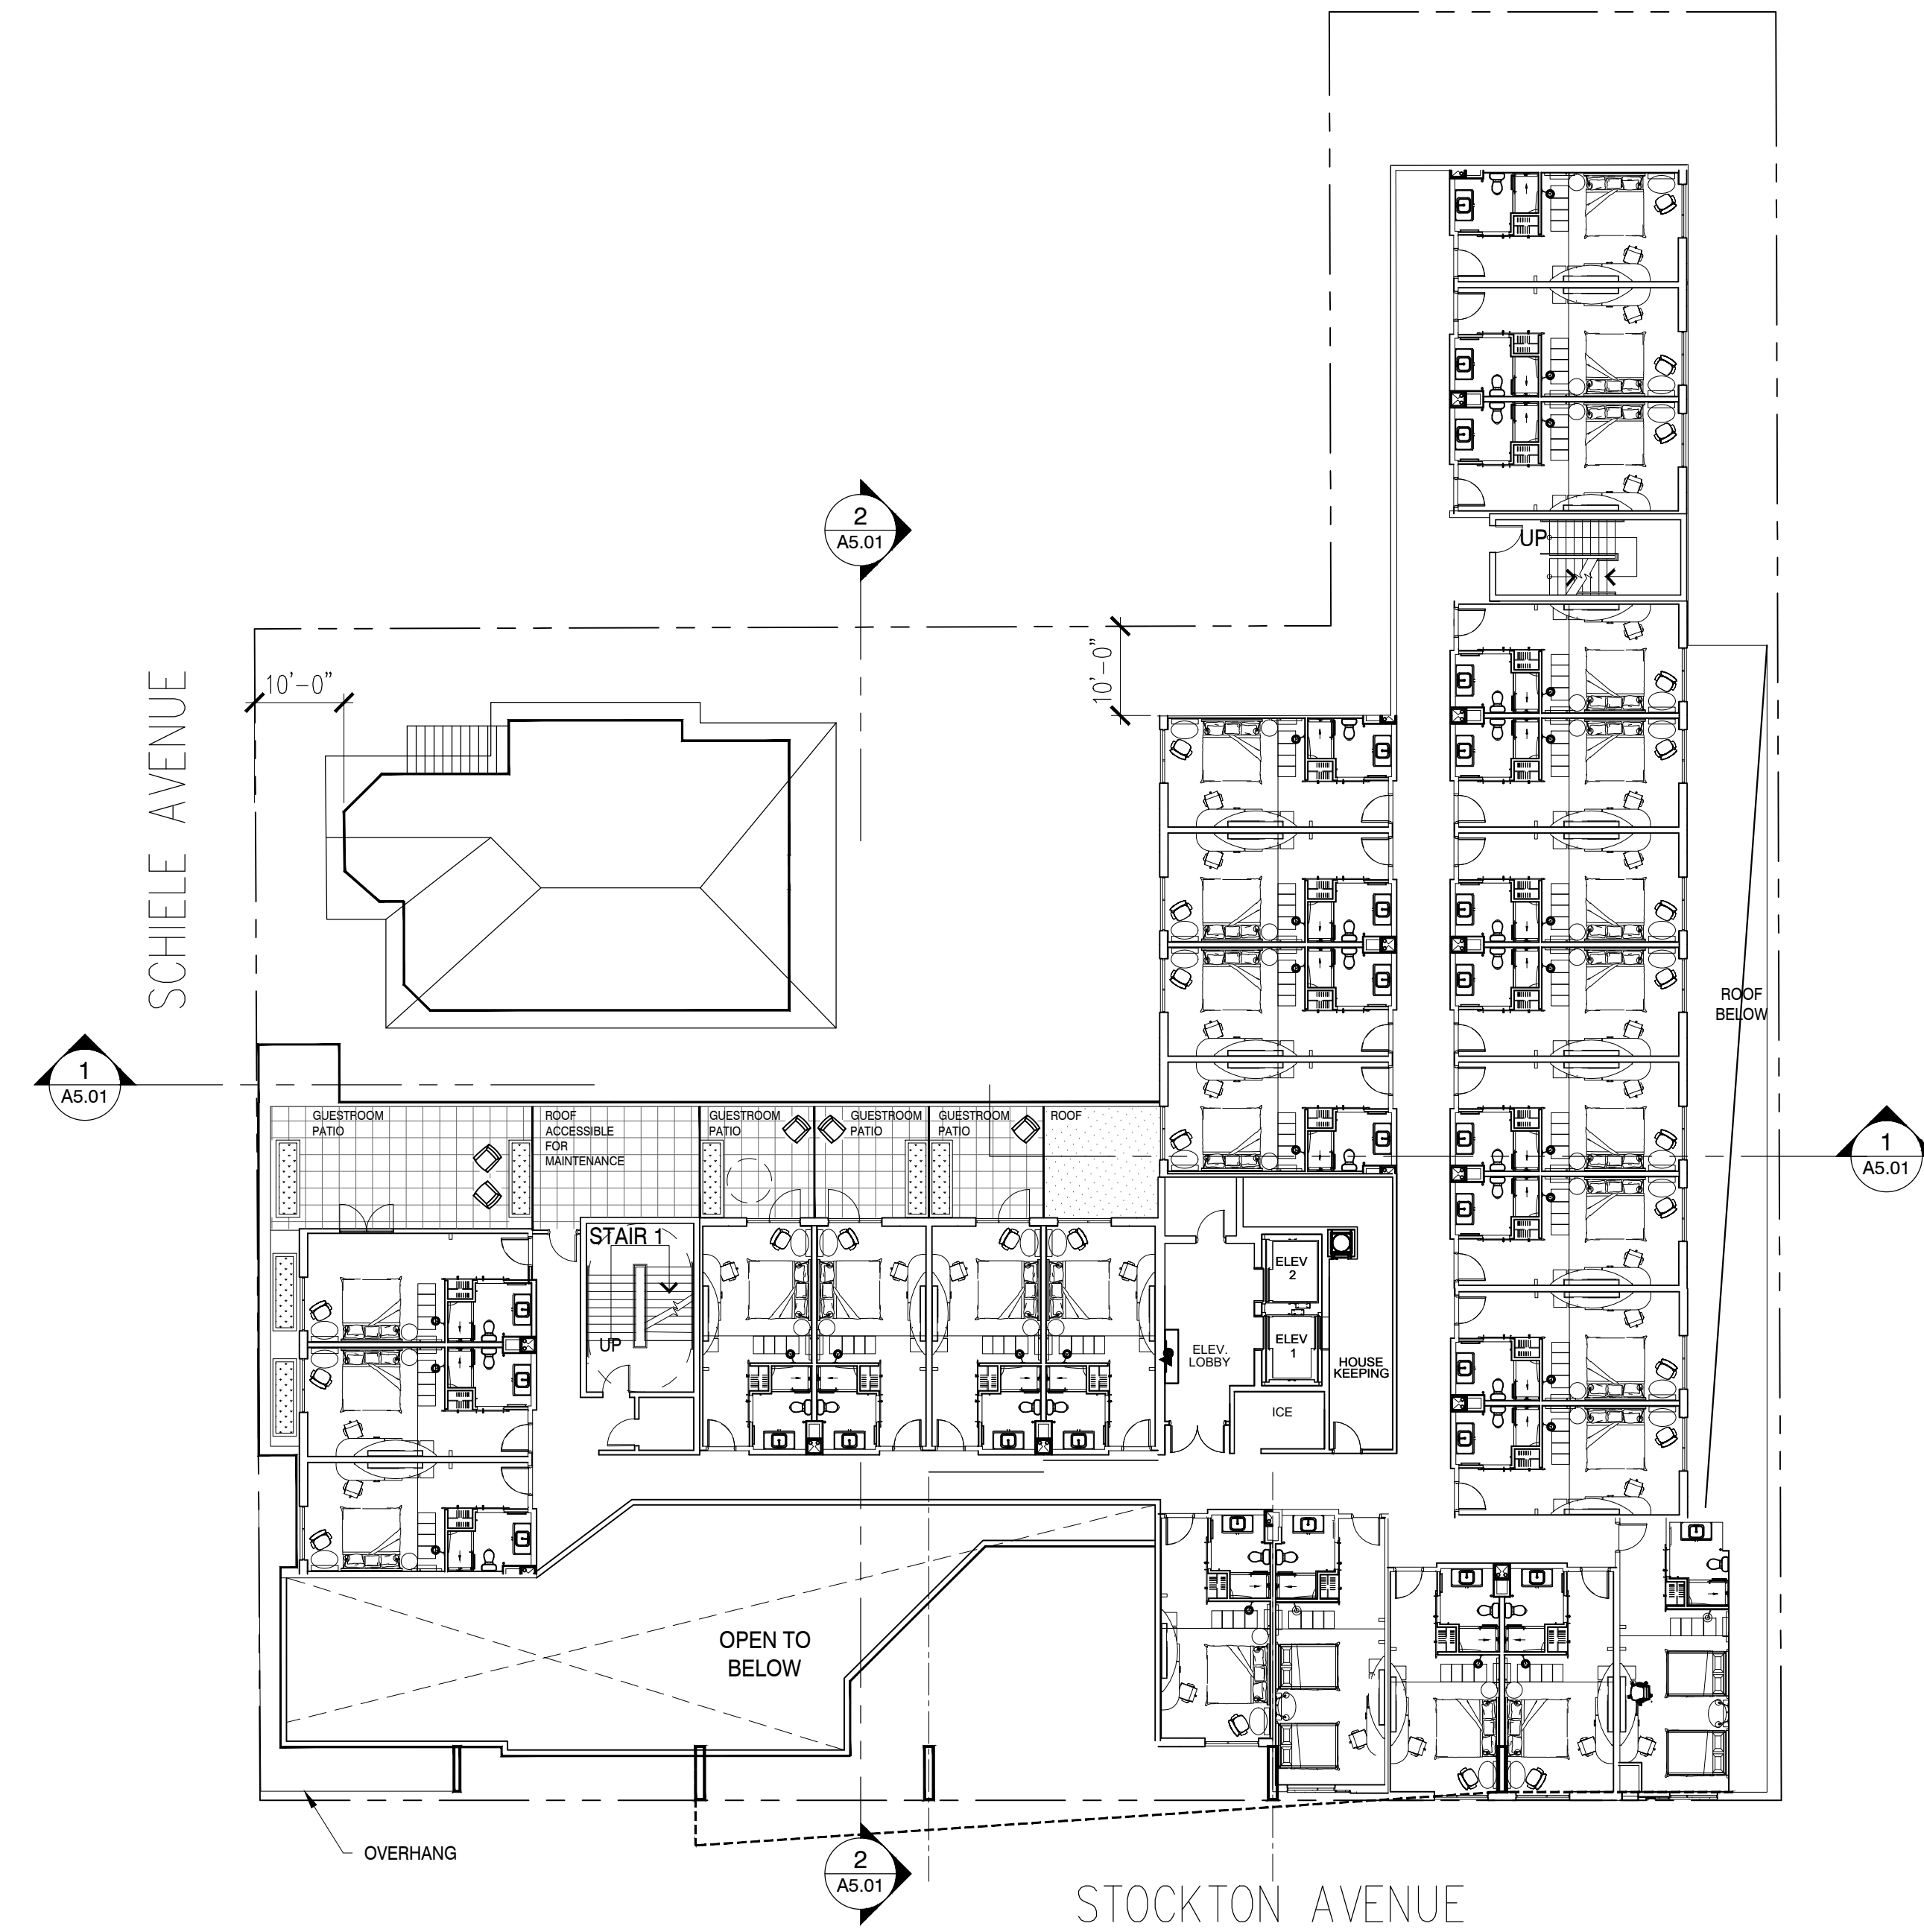 2
A5.01
UP
10'-0"
10'-0"
SCHIELE AVENUE
ROOF
BELOW
1
A5.01
GUESTROOM
PATIO
ROOF
ACCESSIBLE
FOR
MAINTENANCE
GUESTROOM
PATIO
GUESTROOM
PATIO
GUESTROOM
PATIO
ROOF
1
A5.01
STAIR 1
UP
ELEV
2
ELEV
1
ELEV.
LOBBY
HOUSE
KEEPING
ICE
OPEN TO
BELOW
OVERHANG
2
A5.01
STOCKTON AVENUE